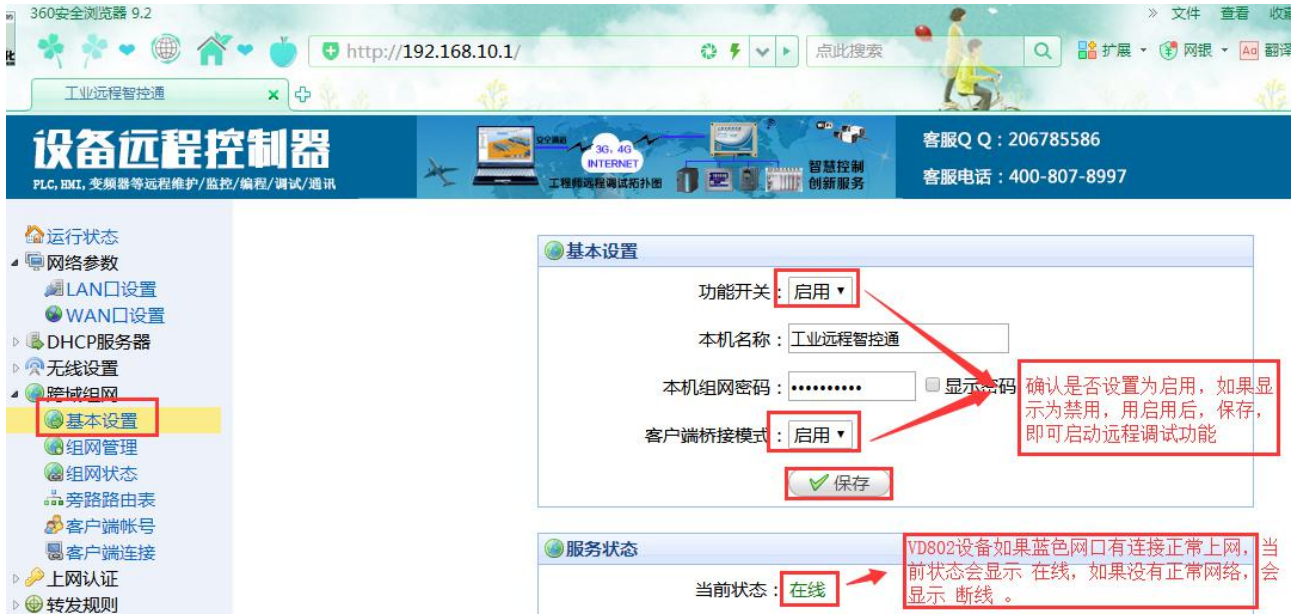 360安全浏览器 9.2
» 文件 查看 收藏
http://192.168.10.1/
点此搜索
扩展 网银 翻译
工业远程智控通
设备远程控制器
PLC, HMI, 变频器等远程维护/监控/编程/调试/通讯
安全通道
3G, 4G
INTERNET
工程师远程调试拓扑图
智慧控制
创新服务
客服Q Q：206785586
客服电话：400-807-8997
运行状态
网络参数
LAN口设置
WAN口设置
DHCP服务器
无线设置
跨域组网
基本设置
组网管理
组网状态
旁路路由表
客户端帐号
客户端连接
上网认证
转发规则
基本设置
功能开关：启用
本机名称：工业远程智控通
本机组网密码：•••••••••• 显示密码
客户端桥接模式：启用
保存
确认是否设置为启用，如果显
示为禁用，用启用后，保存，
即可启动远程调试功能
服务状态
当前状态：在线
VD802设备如果蓝色网口有连接正常上网，当
前状态会显示 在线，如果没有正常网络，会
显示 断线 。